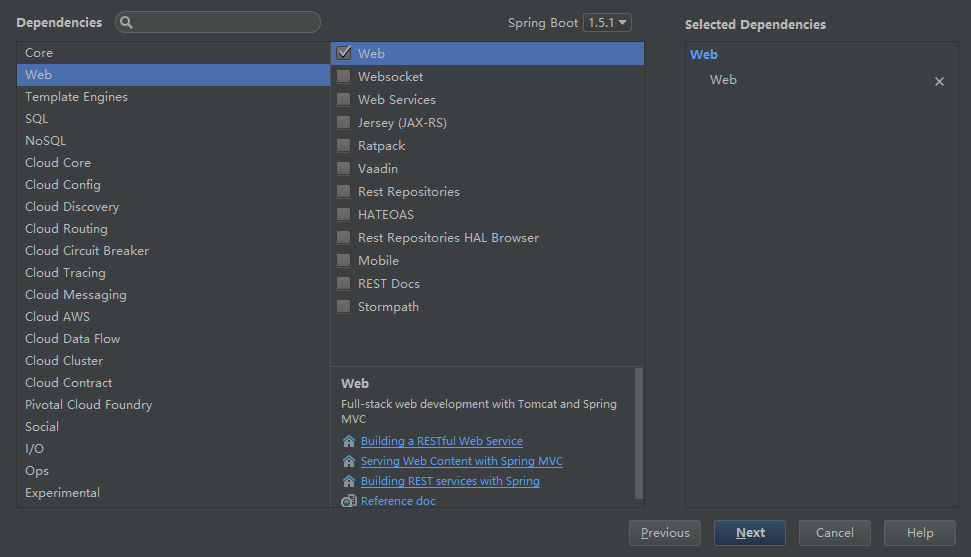 Dependencies
Spring Boot 1.5.1
Selected Dependencies
Core
Web
Template Engines
SQL
NoSQL
Cloud Core
Cloud Config
Cloud Discovery
Cloud Routing
Cloud Circuit Breaker
Cloud Tracing
Cloud Messaging
Cloud AWS
Cloud Data Flow
Cloud Cluster
Cloud Contract
Pivotal Cloud Foundry
Social
I/O
Ops
Experimental
Web
Websocket
Web Services
Jersey (JAX-RS)
Ratpack
Vaadin
Rest Repositories
HATEOAS
Rest Repositories HAL Browser
Mobile
REST Docs
Stormpath
Web
Full-stack web development with Tomcat and Spring
MVC
Building a RESTful Web Service
Serving Web Content with Spring MVC
Building REST services with Spring
Reference doc
Web
Web
Previous
Next
Cancel
Help